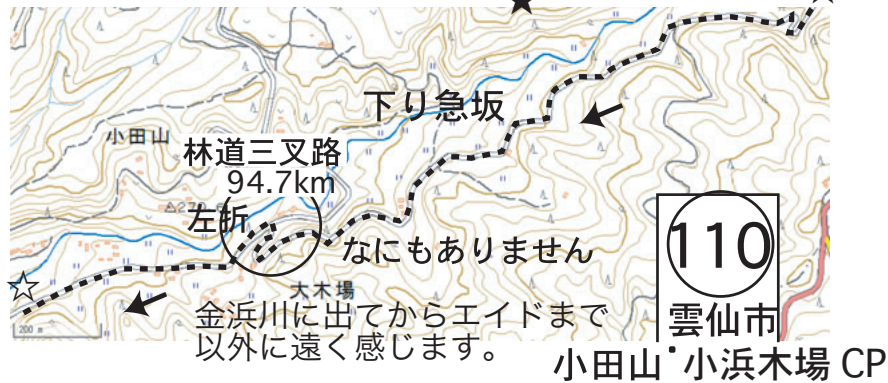 下り急坂
小田山
林道三叉路
94.7km
左折
なにもありません
110
大木場
雲仙市
金浜川に出てからエイドまで
以外に遠く感じます。
200 m
小田山・小浜木場 CP